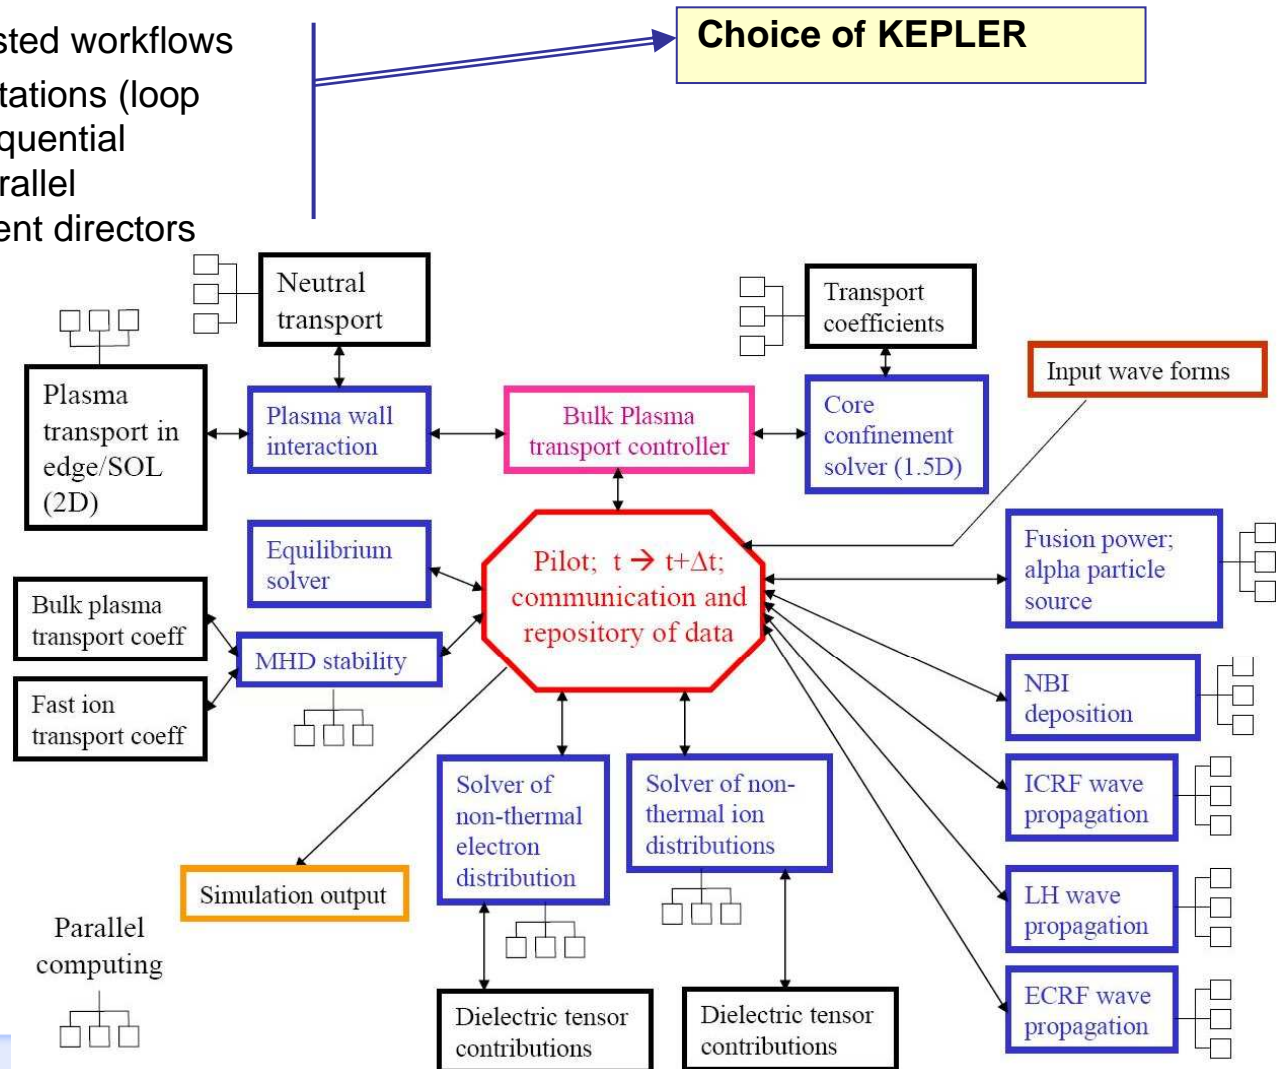 sted workflows
tations (loop
quential
rallel
ent directors
Choice of KEPLER
Neutral
transport
Transport
coefficients
Input wave forms
Plasma
transport in
edge/SOL
(2D)
Plasma wall
interaction
Bulk Plasma
transport controller
Core
confinement
solver (1.5D)
Equilibrium
solver
Pilot; t → t+Δt;
communication and
repository of data
Fusion power;
alpha particle
source
Bulk plasma
transport coeff
MHD stability
Fast ion
transport coeff
NBI
deposition
Solver of
non-thermal
electron
distribution
Solver of non-
thermal ion
distributions
ICRF wave
propagation
Simulation output
LH wave
propagation
Parallel
computing
ECRF wave
propagation
Dielectric tensor
contributions
Dielectric tensor
contributions